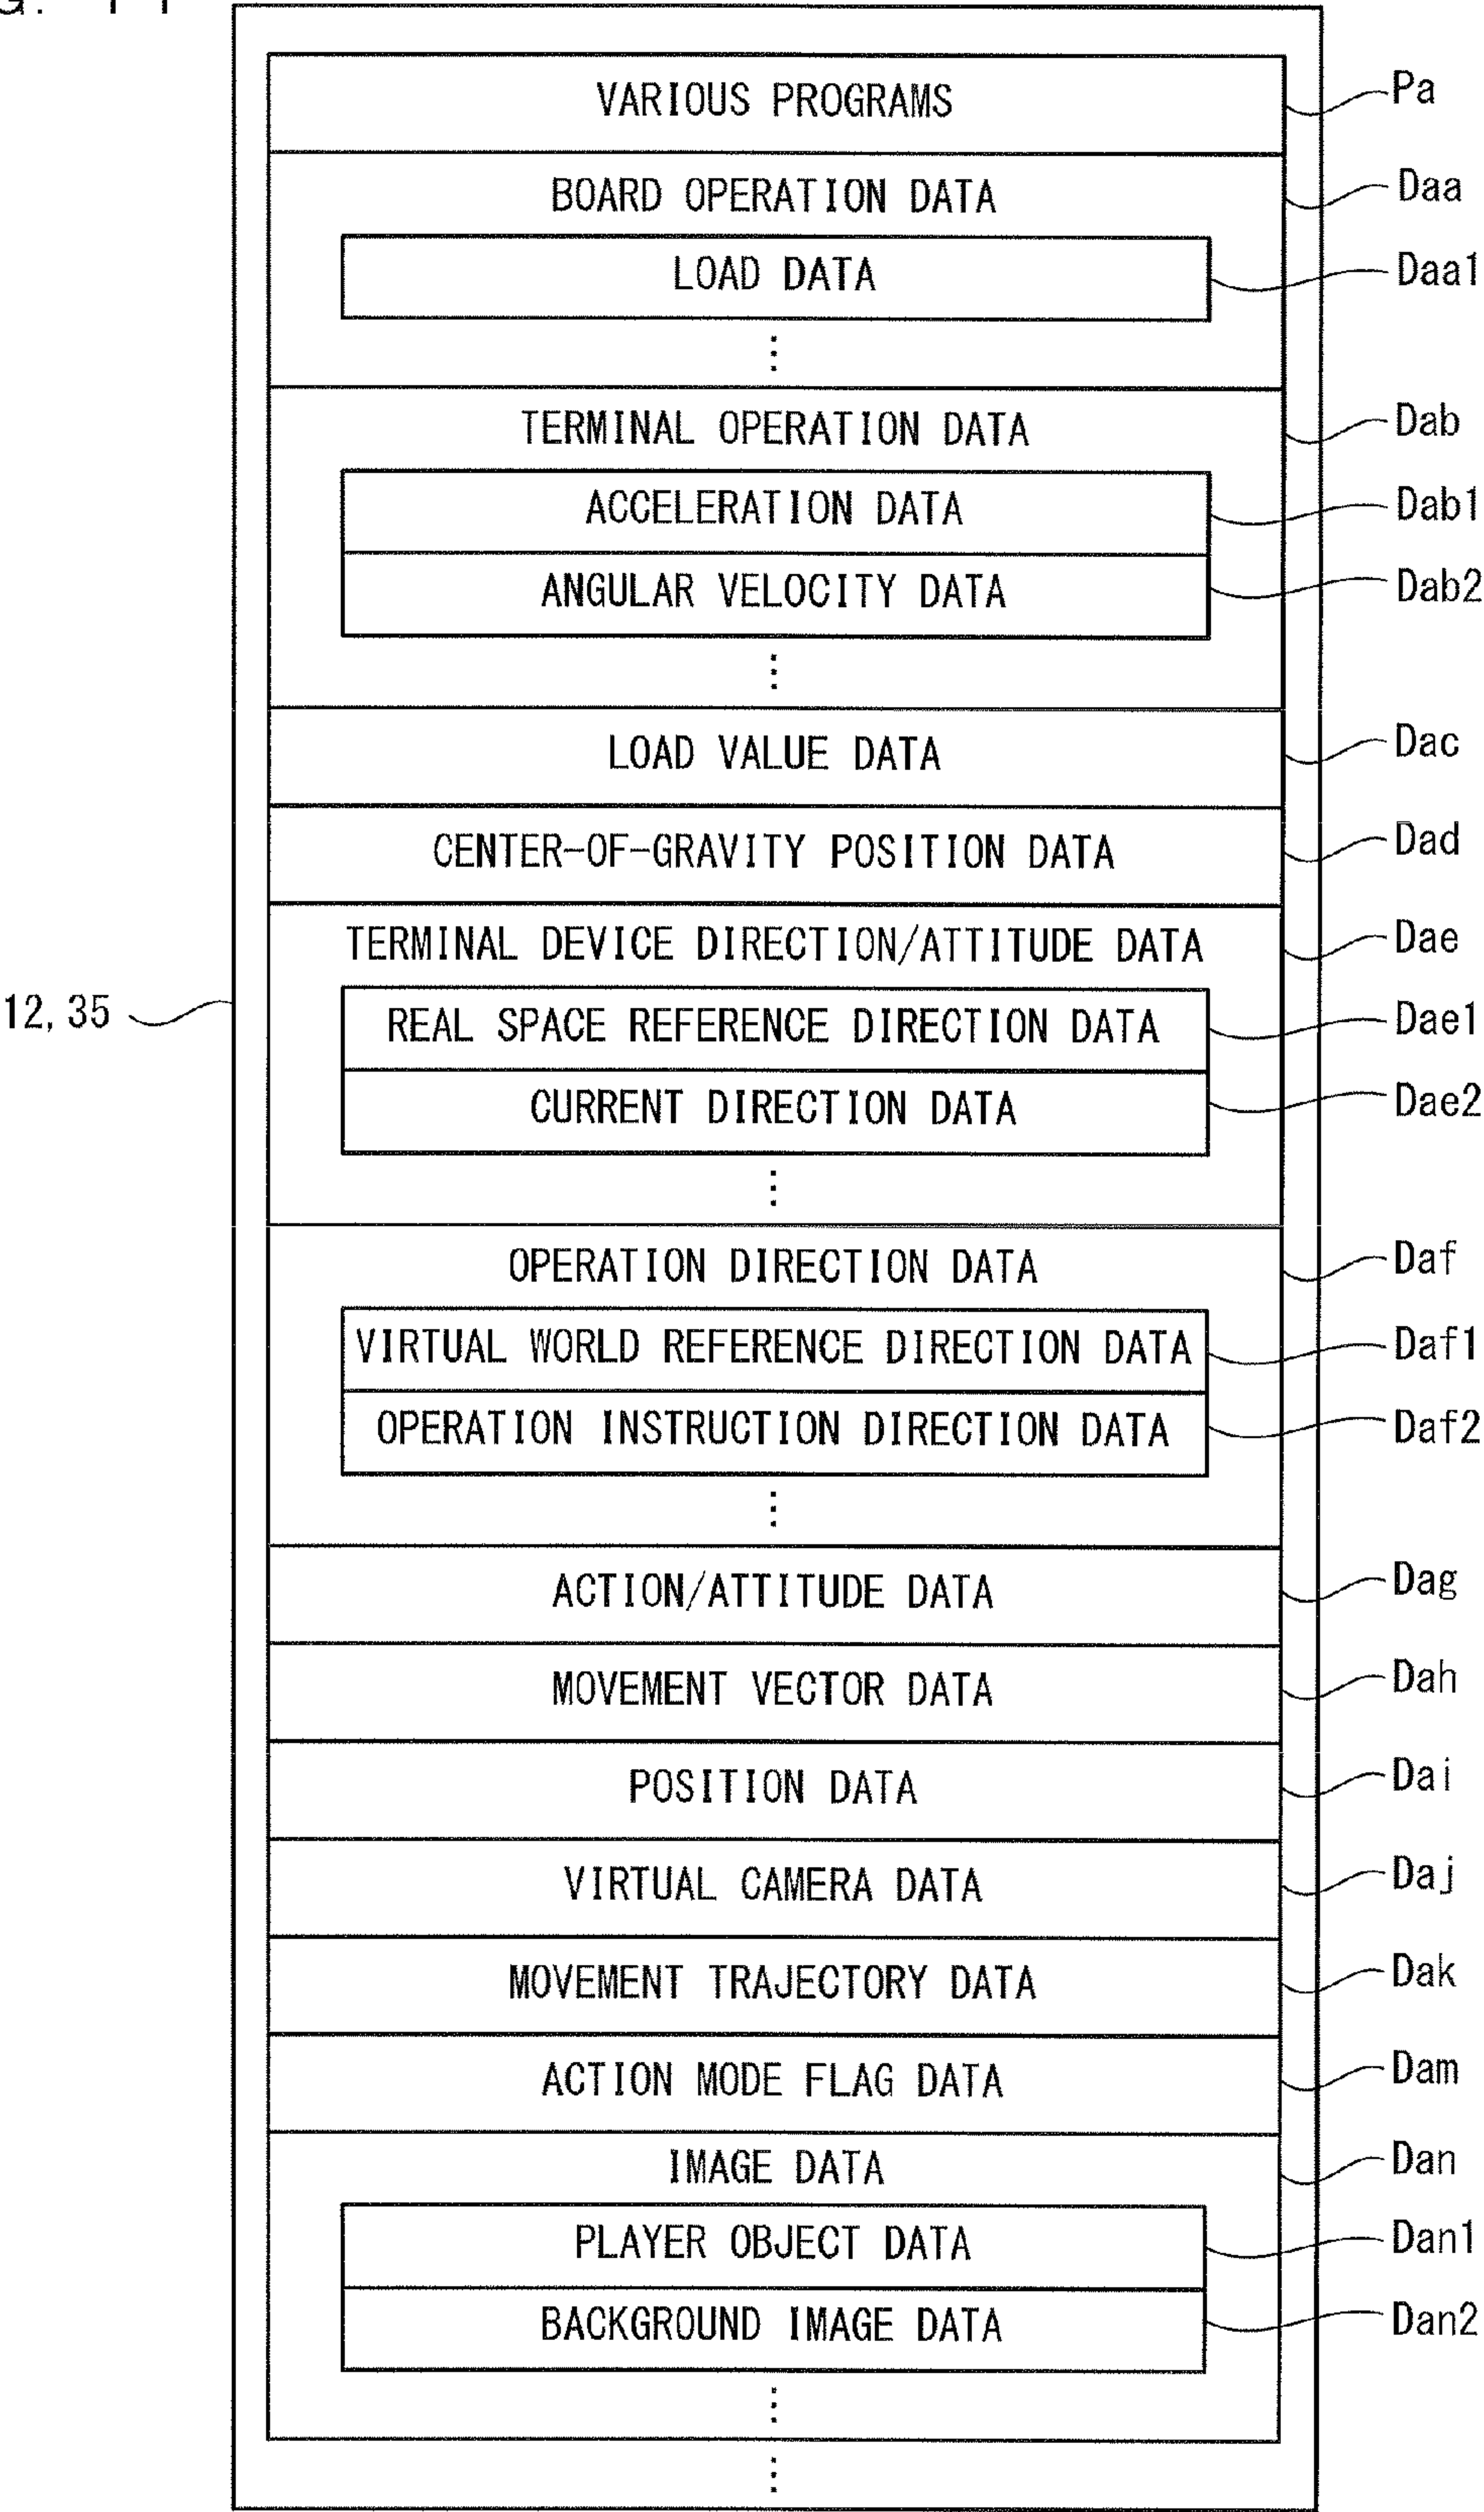 VARIOUS PROGRAMS Pa
BOARD OPERATION DATA Daa
LOAD DATA Daa1
TERMINAL OPERATION DATA Dab
ACCELERATION DATA Dab1
ANGULAR VELOCITY DATA Dab2
LOAD VALUE DATA Dac
CENTER-OF-GRAVITY POSITION DATA Dad
TERMINAL DEVICE DIRECTION/ATTITUDE DATA Dae
12, 35
REAL SPACE REFERENCE DIRECTION DATA Dae1
CURRENT DIRECTION DATA Dae2
OPERATION DIRECTION DATA Daf
VIRTUAL WORLD REFERENCE DIRECTION DATA Daf1
OPERATION INSTRUCTION DIRECTION DATA Daf2
ACTION/ATTITUDE DATA Dag
MOVEMENT VECTOR DATA Dah
POSITION DATA Dai
VIRTUAL CAMERA DATA Daj
MOVEMENT TRAJECTORY DATA Dak
ACTION MODE FLAG DATA Dam
IMAGE DATA Dan
PLAYER OBJECT DATA Dan1
BACKGROUND IMAGE DATA Dan2